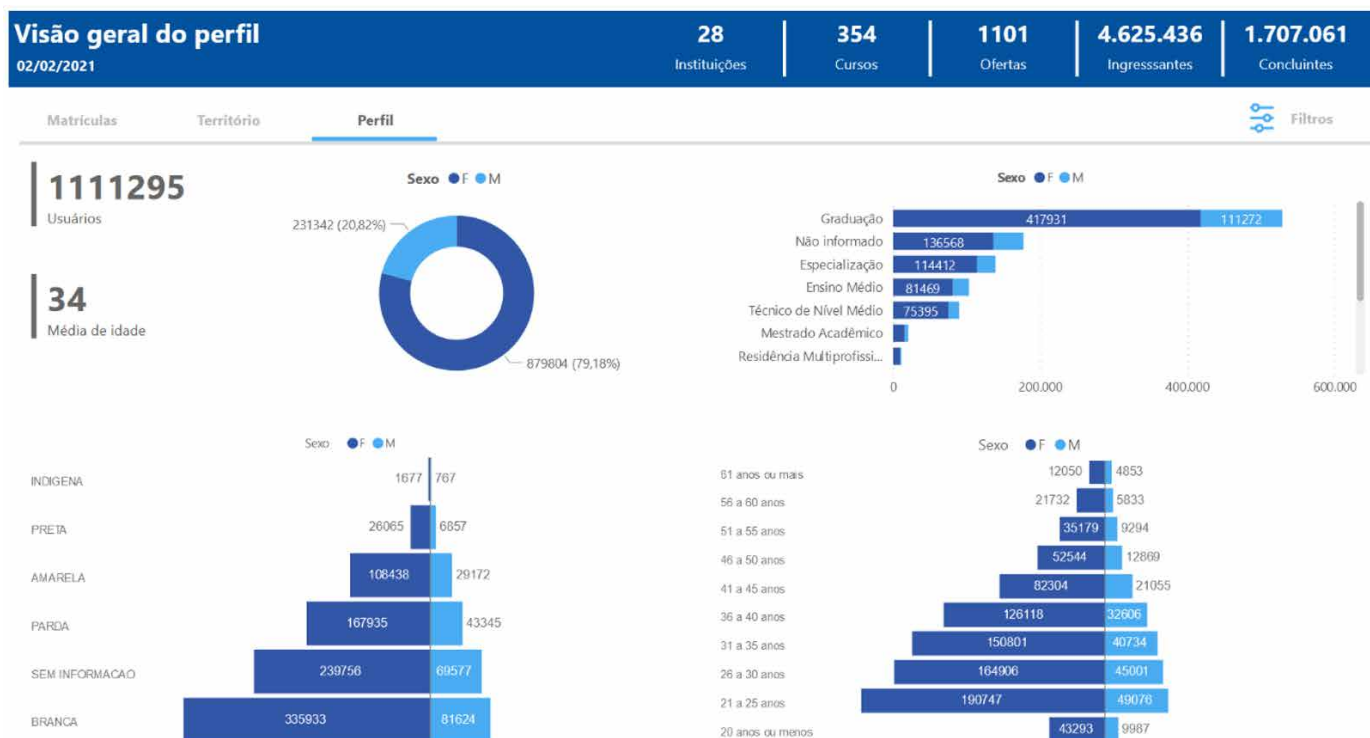 Visão geral do perfil
02/02/2021
28
Instituições
354
Cursos
1101
Ofertas
4.625.436
Ingresssantes
1.707.061
Concluintes
Matrículas
Território
Perfil
Filtros
1111295
Usuários
34
Média de idade
Sexo F M
231342 (20,82%)
879804 (79,18%)
Sexo F M
Graduação 417931 111272
Não informado 136568
Especialização 114412
Ensino Médio 81469
Técnico de Nível Médio 75395
Mestrado Acadêmico
Residência Multiprofissi...
0 200.000 400.000 600.000
Sexo F M
INDIGENA 1677 767
PRETA 26065 6857
AMARELA 108438 29172
PARDA 167935 43345
SEM INFORMACAO 239756 69577
BRANCA 335933 81624
Sexo F M
61 anos ou mais 12050 4853
56 a 60 anos 21732 5833
51 a 55 anos 35179 9294
46 a 50 anos 52544 12869
41 a 45 anos 82304 21055
36 a 40 anos 126118 32606
31 a 35 anos 150801 40734
26 a 30 anos 164906 45001
21 a 25 anos 190747 49076
20 anos ou menos 43293 9987